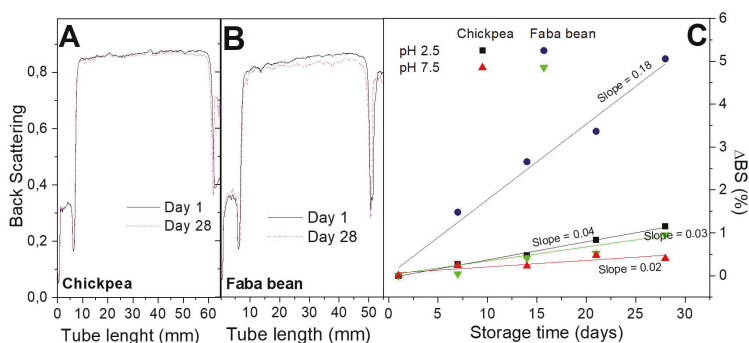 A
B
C
Chickpea Faba bean
pH 2.5
pH 7.5
Slope = 0.18
Slope = 0.04
Slope = 0.03
Slope = 0.02
Day 1
Day 28
Day 1
Day 28
Chickpea
Faba bean
Back Scattering
0,0
0,2
0,4
0,6
0,8
0 10 20 30 40 50 60
Tube lenght (mm)
0 10 20 30 40 50
Tube length (mm)
0 5 10 15 20 25 30
Storage time (days)
0
1
2
3
4
5
6
ΔBS (%)